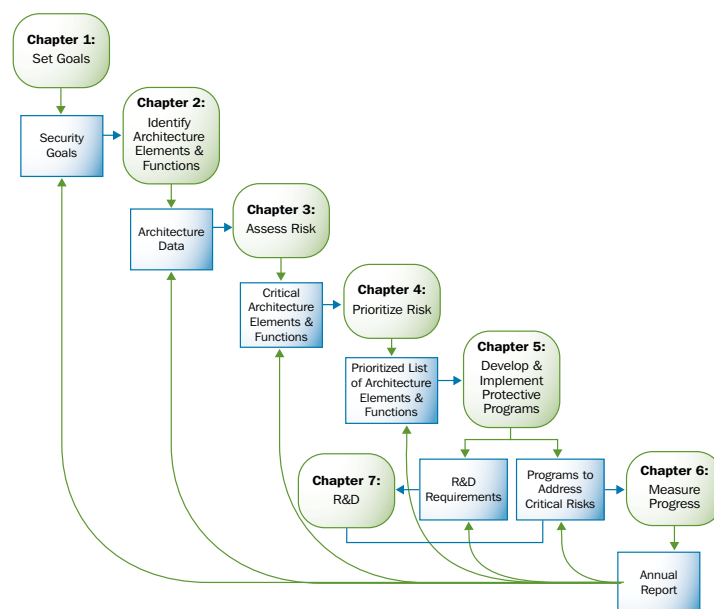 Chapter 1:
Set Goals
Security
Goals
Chapter 2:
Identify
Architecture
Elements &
Functions
Architecture
Data
Chapter 3:
Assess Risk
Critical
Architecture
Elements &
Functions
Chapter 4:
Prioritize Risk
Prioritized List
of Architecture
Elements &
Functions
Chapter 5:
Develop &
Implement
Protective
Programs
Chapter 7:
R&D
R&D
Requirements
Programs to
Address
Critical Risks
Chapter 6:
Measure
Progress
Annual
Report